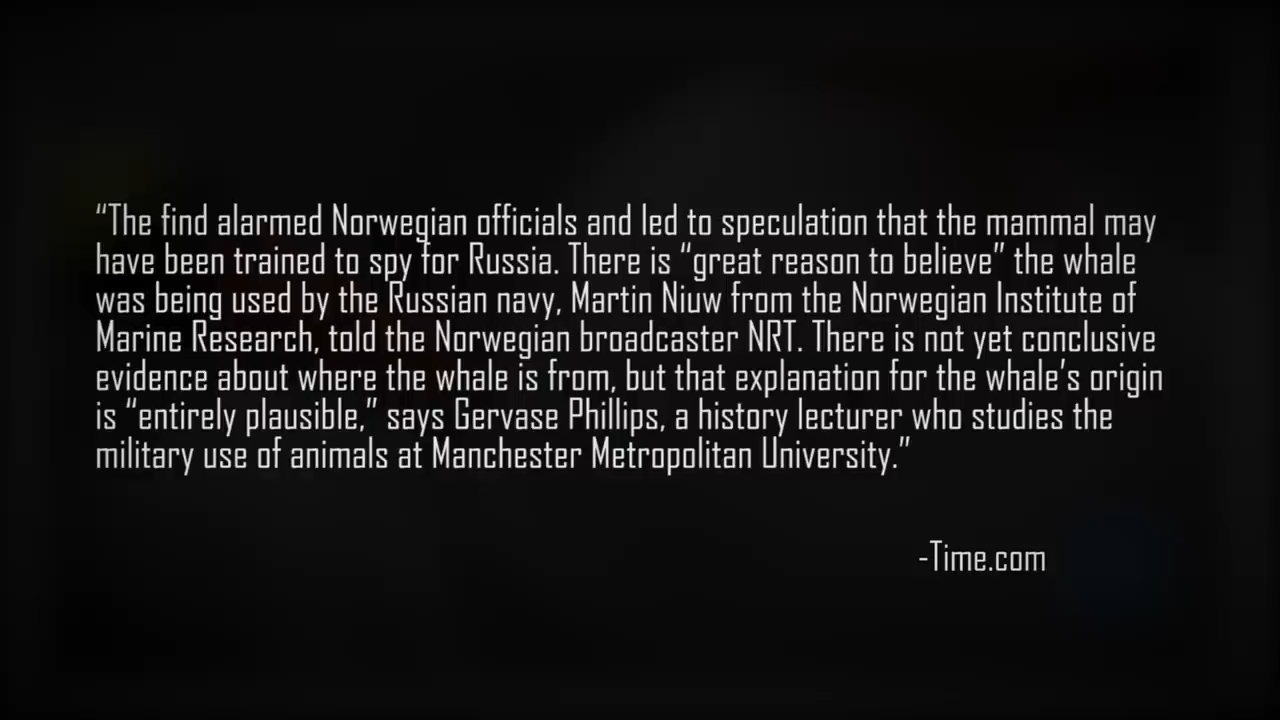 “The find alarmed Norwegian officials and led to speculation that the mammal may
have been trained to spy for Russia. There is “great reason to believe” the whale
was being used by the Russian navy, Martin Niuw from the Norwegian Institute of
Marine Research, told the Norwegian broadcaster NRT. There is not yet conclusive
evidence about where the whale is from, but that explanation for the whale’s origin
is “entirely plausible,” says Gervase Phillips, a history lecturer who studies the
military use of animals at Manchester Metropolitan University.”
-Time.com